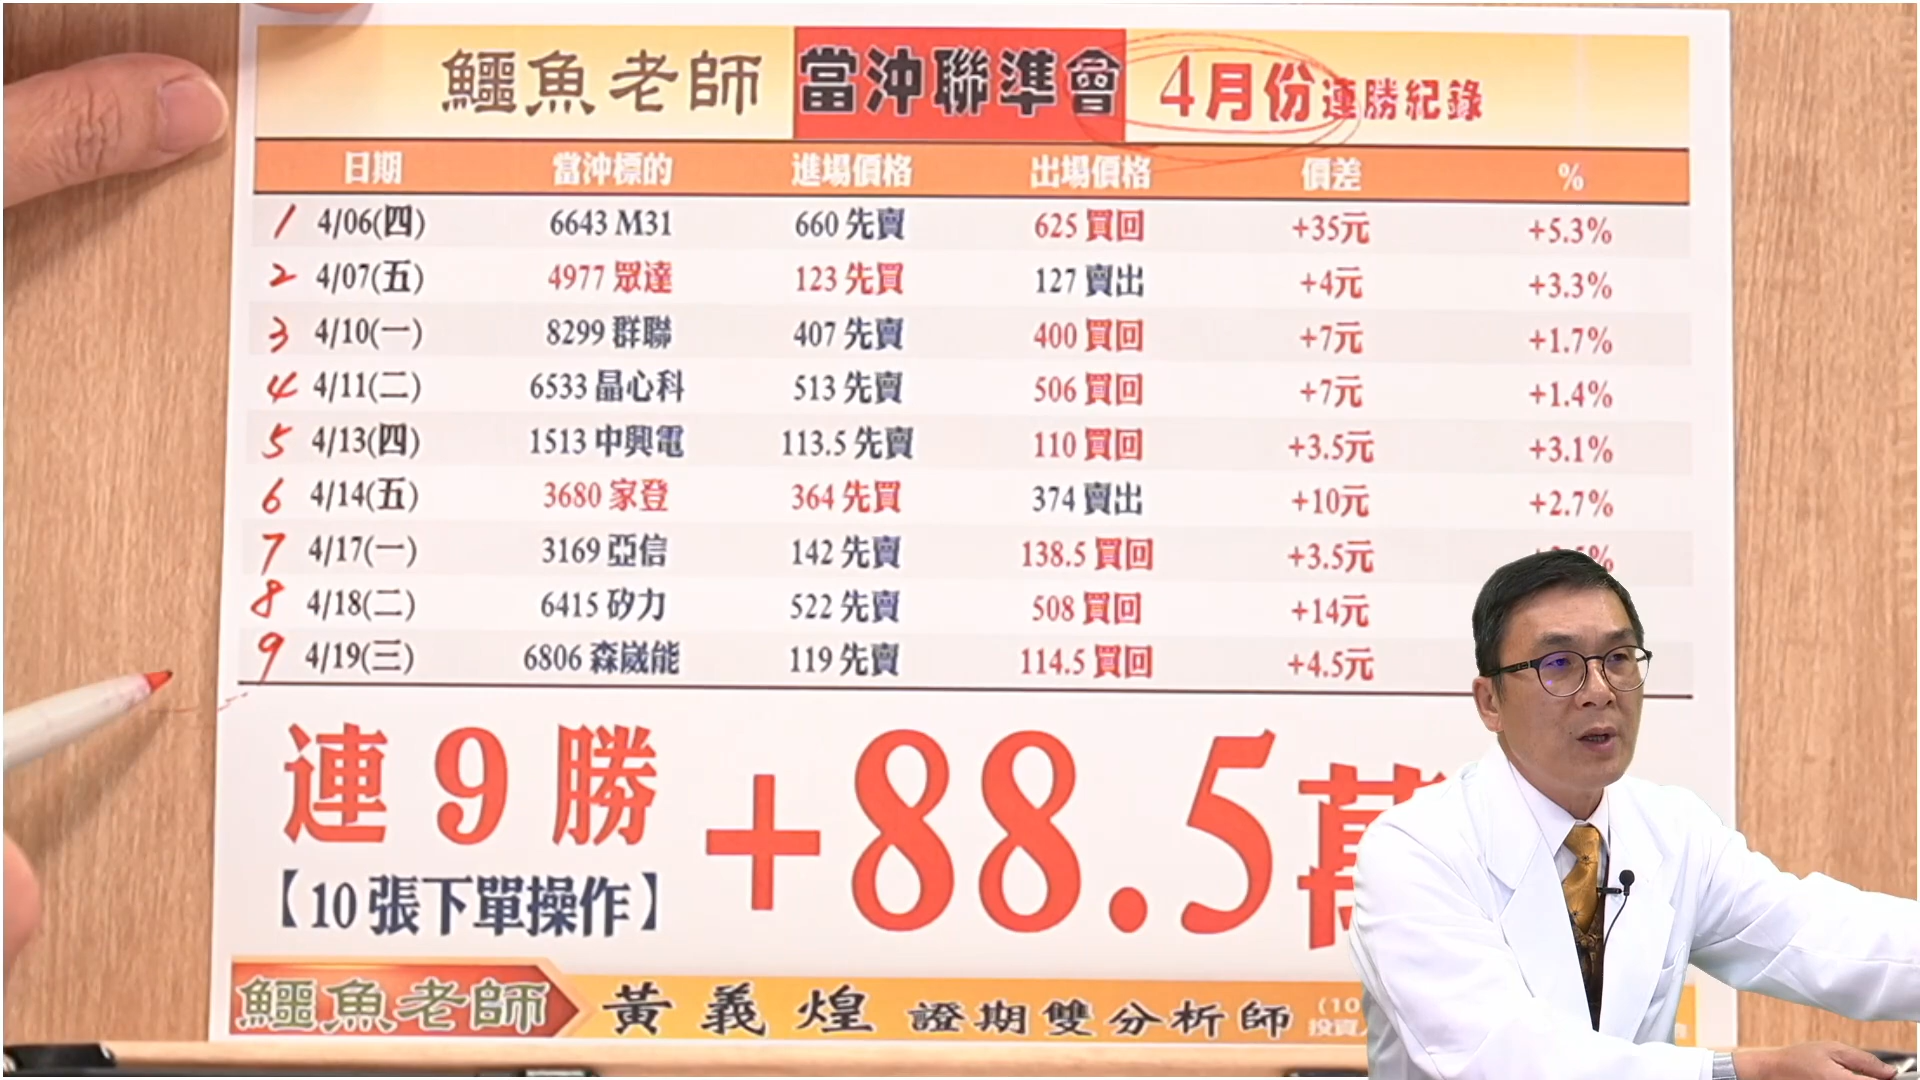 鱷魚老師 當沖聯準會 4月份連勝紀錄
日期 當沖標的 進場價格 出場價格 價差 %
1 4/06(四) 6643 M31 660 先賣 625 買回 +35元 +5.3%
2 4/07(五) 4977 眾達 123 先買 127 賣出 +4元 +3.3%
3 4/10(一) 8299 群聯 407 先賣 400 買回 +7元 +1.7%
4 4/11(二) 6533 晶心科 513 先賣 506 買回 +7元 +1.4%
5 4/13(四) 1513 中興電 113.5 先賣 110 買回 +3.5元 +3.1%
6 4/14(五) 3680 家登 364 先買 374 賣出 +10元 +2.7%
7 4/17(一) 3169 亞信 142 先賣 138.5 買回 +3.5元
8 4/18(二) 6415 矽力 522 先賣 508 買回 +14元
9 4/19(三) 6806 森崴能 119 先賣 114.5 買回 +4.5元
連9勝 +88.5萬
【10張下單操作】
鱷魚老師 黃義煌 證期雙分析師 (10
投資